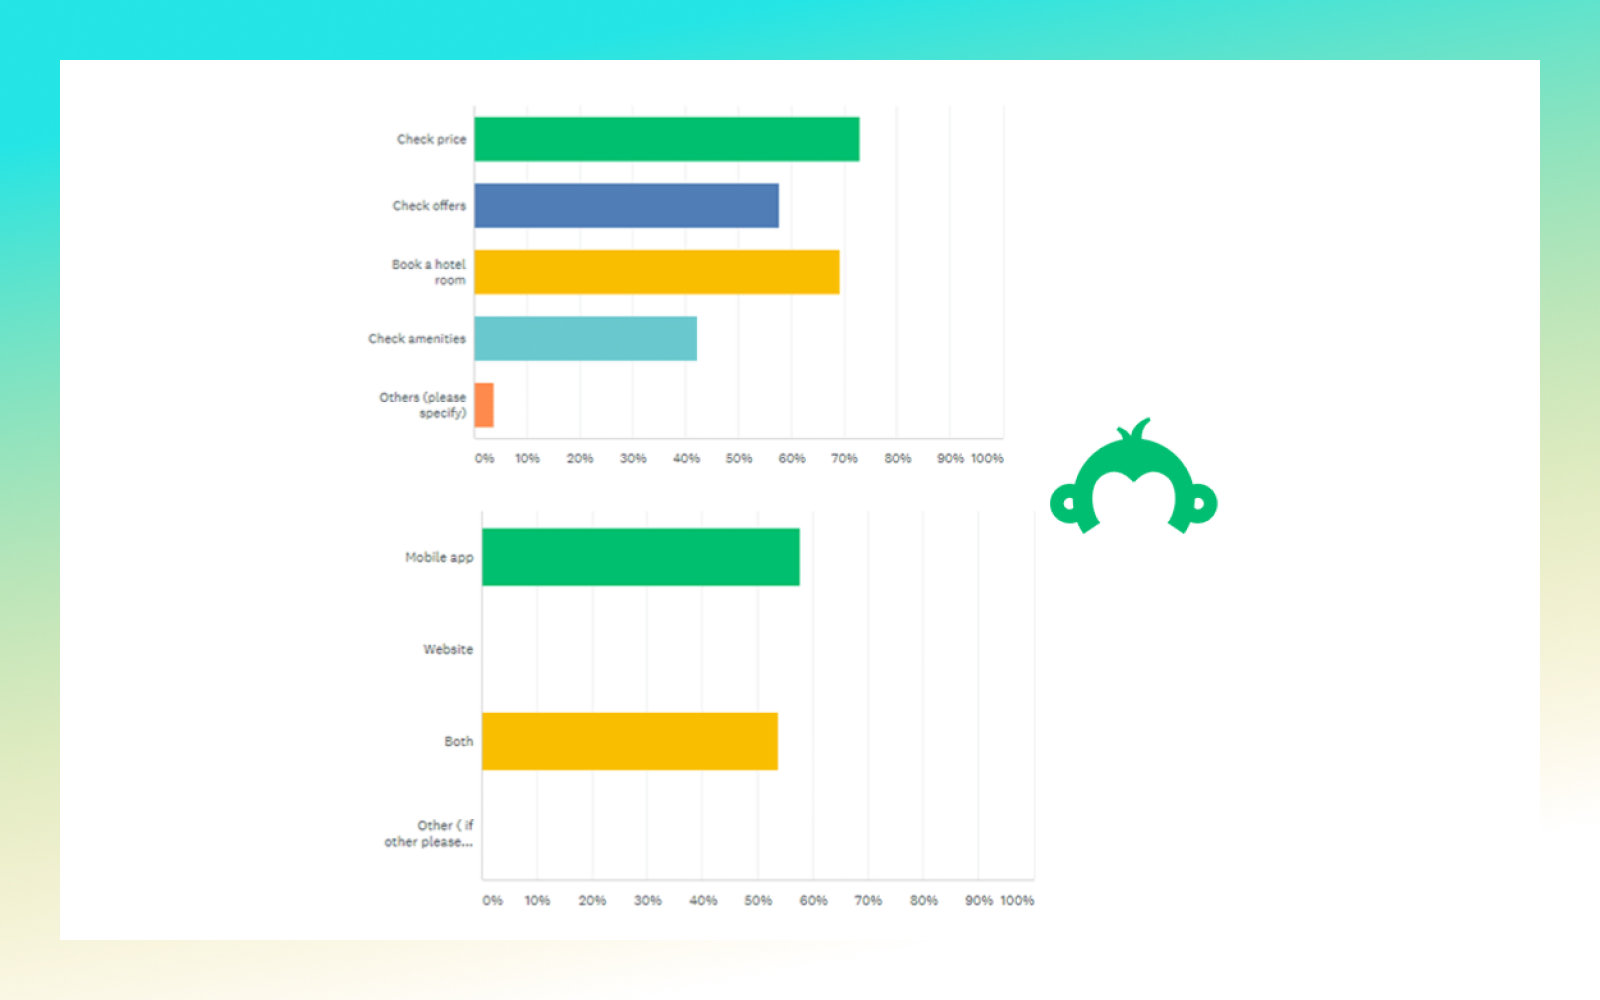 Check price
Check offers
Book a hotel
room
Check amenities
Others (please
specify)
0% 10% 20% 30% 40% 50% 60% 70% 80% 90% 100%
Mobile app
Website
Both
Other ( if
other please...
0% 10% 20% 30% 40% 50% 60% 70% 80% 90% 100%